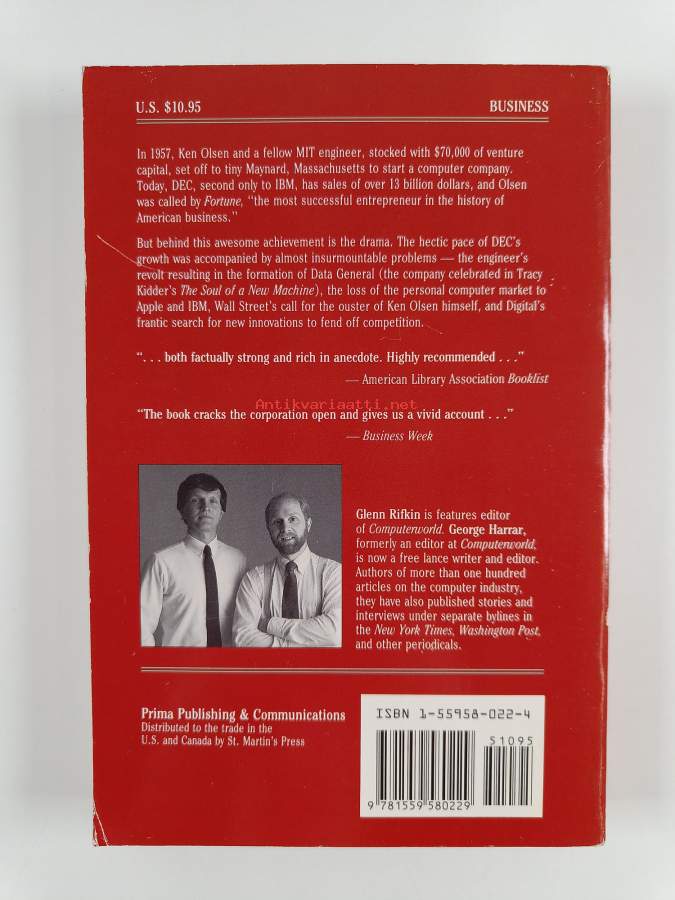 U.S. $10.95 BUSINESS
In 1957, Ken Olsen and a fellow MIT engineer, stocked with $70,000 of venture
capital, set off to tiny Maynard, Massachusetts to start a computer company.
Today, DEC, second only to IBM, has sales of over 13 billion dollars, and Olsen
was called by Fortune, “the most successful entrepreneur in the history of
American business.”
But behind this awesome achievement is the drama. The hectic pace of DEC’s
growth was accompanied by almost insurmountable problems — the engineer’s
revolt resulting in the formation of Data General (the company celebrated in Tracy
Kidder’s The Soul of a New Machine), the loss of the personal computer market to
Apple and IBM, Wall Street’s call for the ouster of Ken Olsen himself, and Digital’s
frantic search for new innovations to fend off competition.
“. . . both factually strong and rich in anecdote. Highly recommended . . .”
— American Library Association Booklist
Antikvariaatti.net
“The book cracks the corporation open and gives us a vivid account . . .”
— Business Week
Glenn Rifkin is features editor
of Computerworld. George Harrar,
formerly an editor at Computerworld,
is now a free lance writer and editor.
Authors of more than one hundred
articles on the computer industry,
they have also published stories and
interviews under separate bylines in
the New York Times, Washington Post,
and other periodicals.
Prima Publishing & Communications
Distributed to the trade in the
U.S. and Canada by St. Martin’s Press
ISBN 1-55958-022-4
51095
9 781559 580229